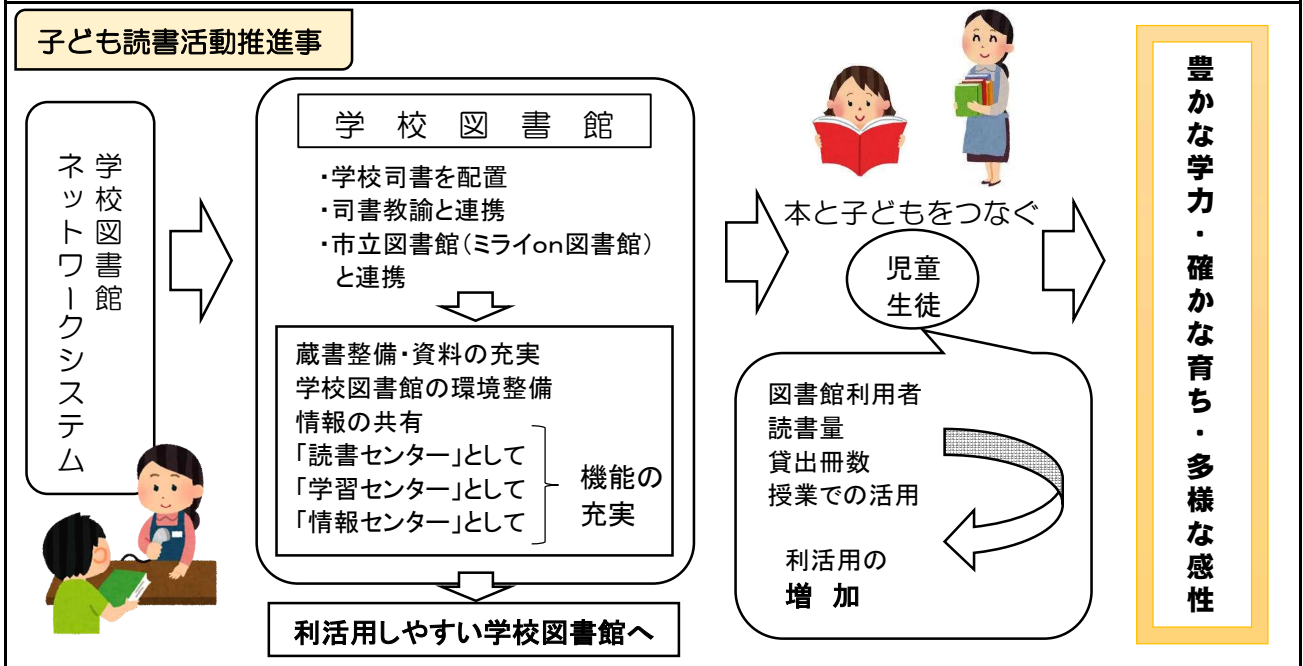 子ども読書活動推進事
学校図書館
ネットワークシステム
学校図書館
・学校司書を配置
・司書教諭と連携
・市立図書館（ミライon図書館）
と連携
蔵書整備・資料の充実
学校図書館の環境整備
情報の共有
「読書センター」として
「学習センター」として
「情報センター」として
機能の
充実
利活用しやすい学校図書館へ
本と子どもをつなぐ
児童
生徒
図書館利用者
読書量
貸出冊数
授業での活用
利活用の
増　加
豊かな学力・確かな育ち・多様な感性